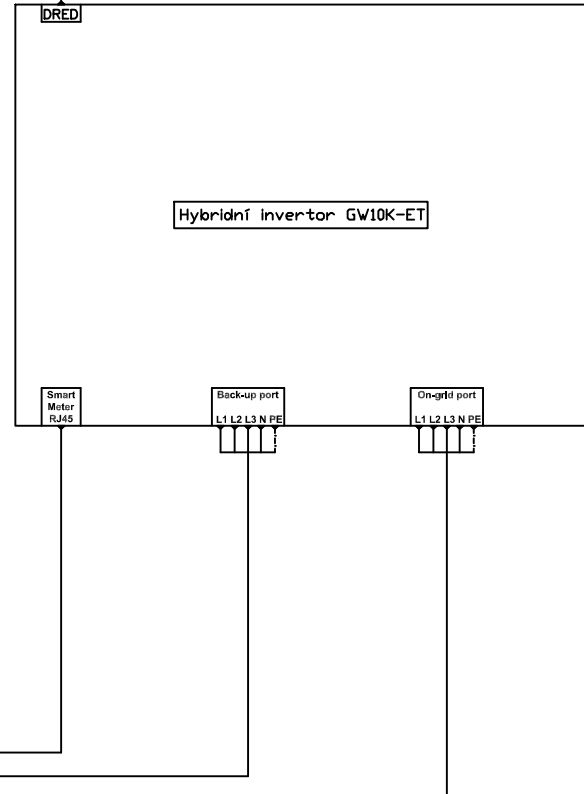 DRED
Hybridní invertor GW10K-ET
Smart
Meter
RJ45
Back-up port
L1 L2 L3 N PE
On-grid port
L1 L2 L3 N PE